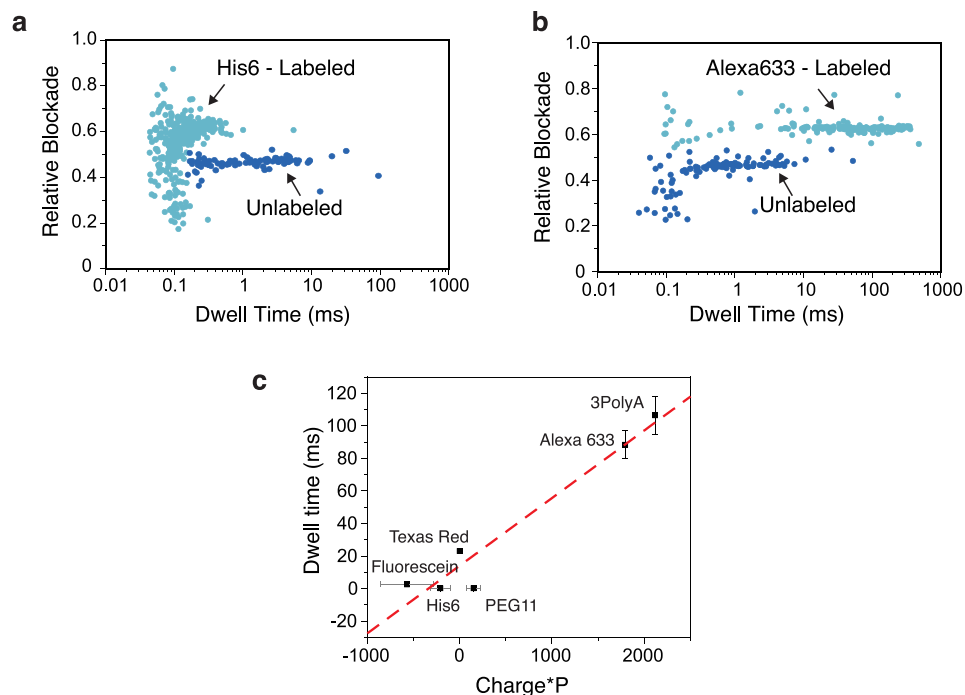 a
1.0
0.8
0.6
0.4
0.2
0
Relative Blockade
His6 - Labeled
Unlabeled
0.01 0.1 1 10 100 1000
Dwell Time (ms)
b
1.0
0.8
0.6
0.4
0.2
0
Relative Blockade
Alexa633 - Labeled
Unlabeled
0.01 0.1 1 10 100 1000
Dwell Time (ms)
c
120
100
80
60
40
20
0
-20
Dwell time (ms)
3PolyA
Alexa 633
Texas Red
Fluorescein
His6 PEG11
-1000 0 1000 2000
Charge*P